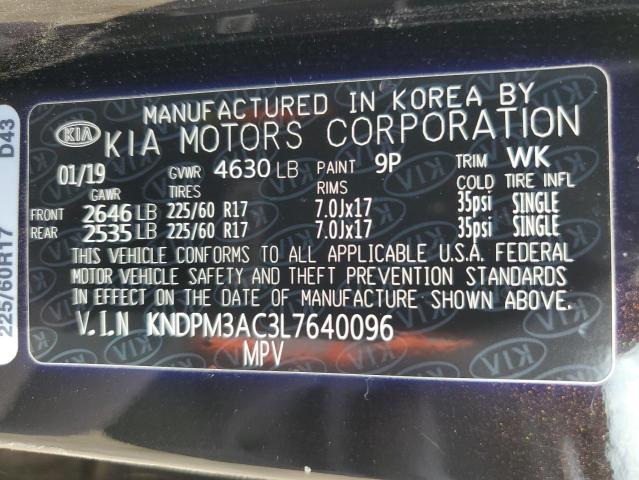 MANUFACTURED IN KOREA BY
KIA KIA MOTORS CORPORATION
01/19 GVWR 4630 LB PAINT 9P TRIM WK
GAWR TIRES RIMS COLD TIRE INFL
FRONT 2646 LB 225/60 R17 7.0Jx17 35psi SINGLE
REAR 2535 LB 225/60 R17 7.0Jx17 35psi SINGLE
THIS VEHICLE CONFORMS TO ALL APPLICABLE U.S.A. FEDERAL
MOTOR VEHICLE SAFETY AND THEFT PREVENTION STANDARDS
IN EFFECT ON THE DATE OF MANUFACTURE SHOWN ABOVE.
V.I.N KNDPM3AC3L7640096
MPV
225/60R17 D43